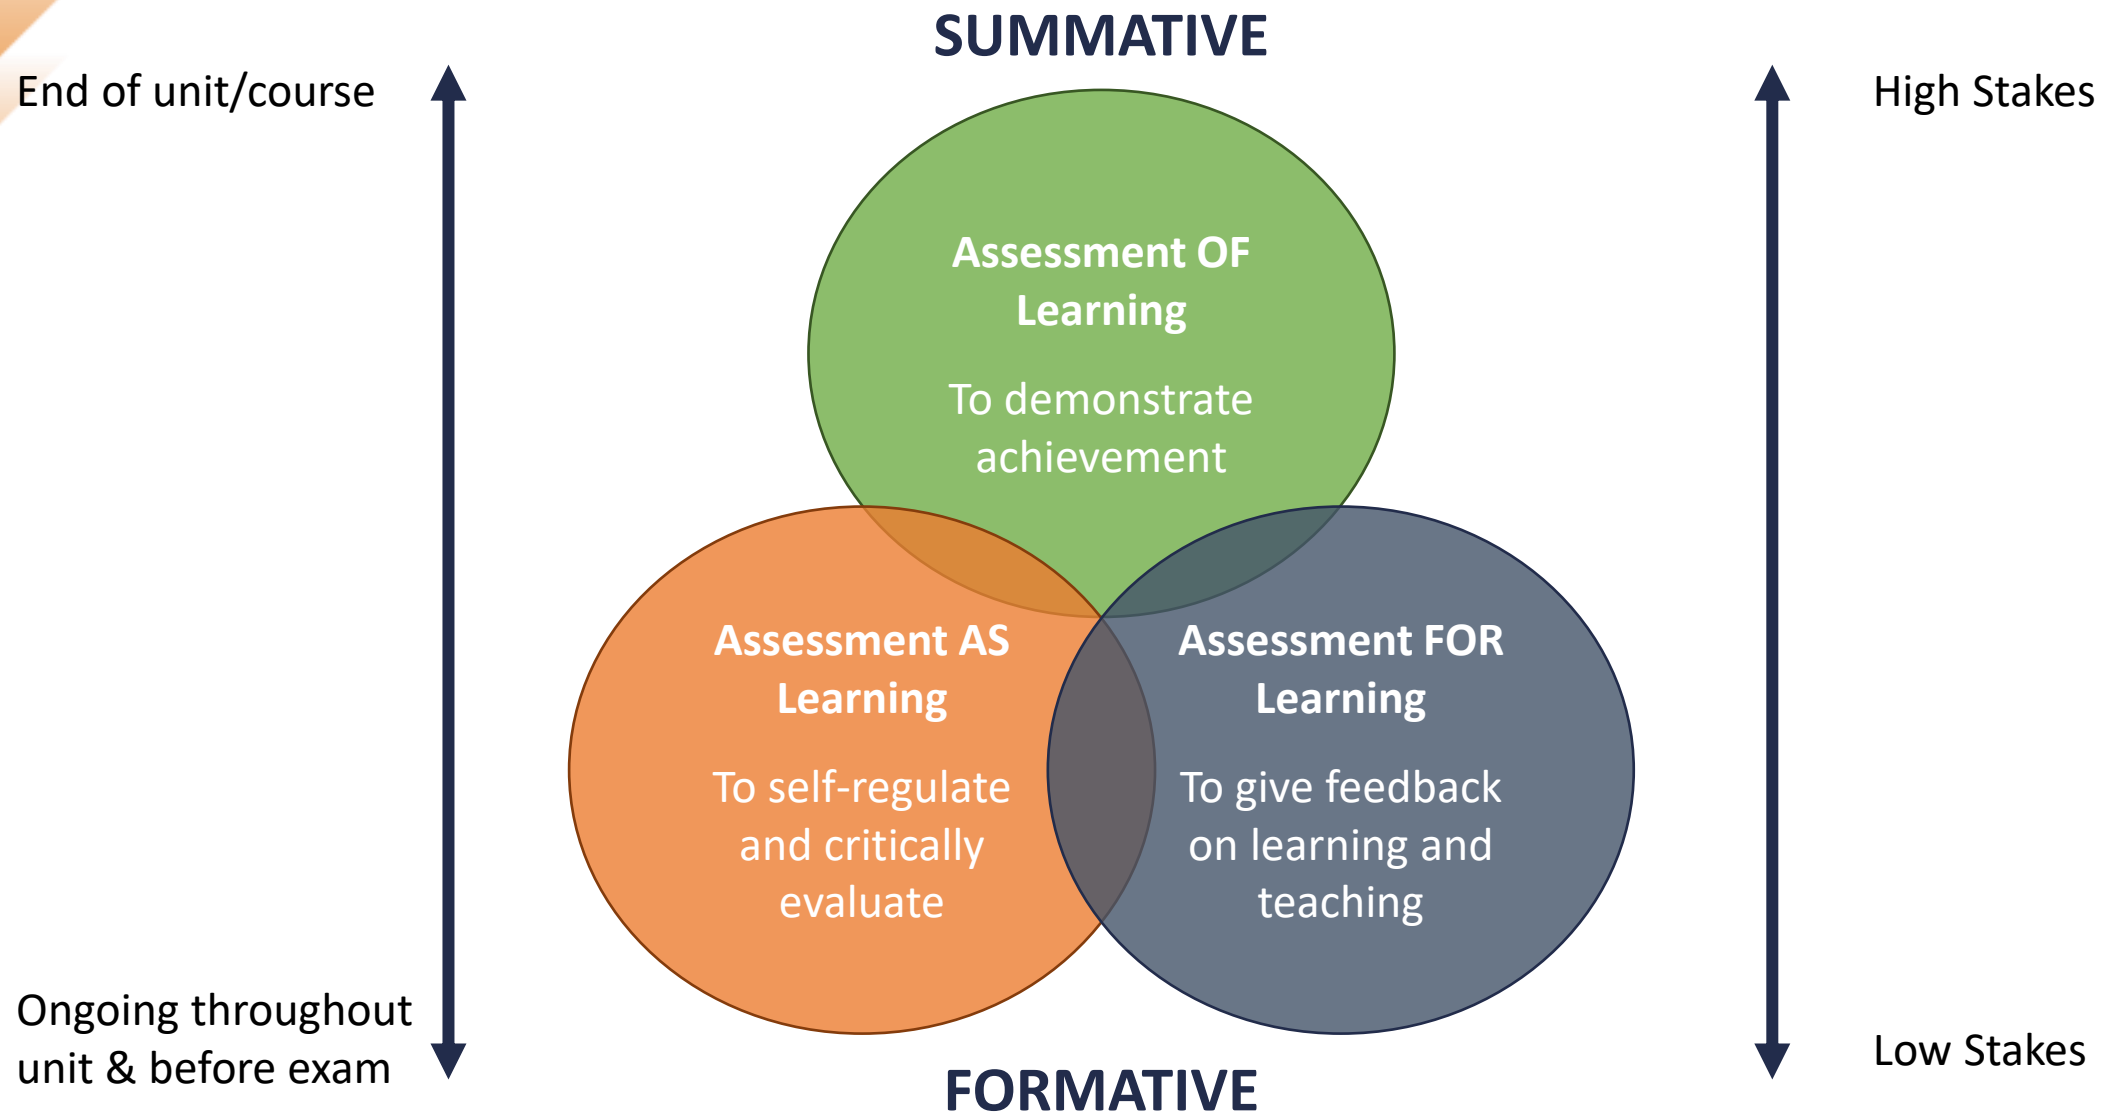 SUMMATIVE
End of unit/course
High Stakes
Assessment OF
Learning
To demonstrate
achievement
Assessment AS
Learning
To self-regulate
and critically
evaluate
Assessment FOR
Learning
To give feedback
on learning and
teaching
Ongoing throughout
unit & before exam
Low Stakes
FORMATIVE